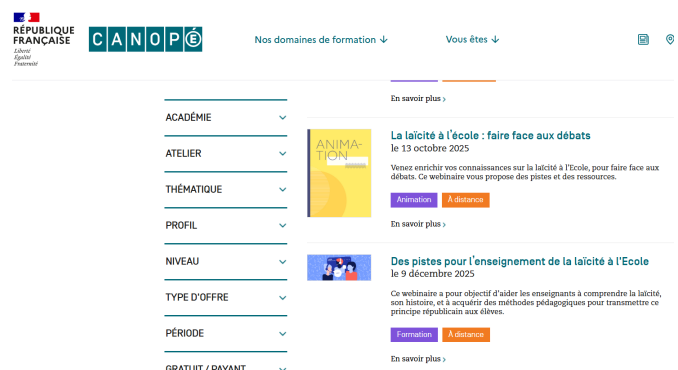 RÉPUBLIQUE
FRANÇAISE
Liberté
Égalité
Fraternité
CANOPÉ
Nos domaines de formation ↓
Vous êtes ↓
En savoir plus ›
ACADÉMIE
ATELIER
THÉMATIQUE
PROFIL
NIVEAU
TYPE D'OFFRE
PÉRIODE
GRATUIT / PAYANT
ANIMA-
TION
La laïcité à l'école : faire face aux débats
le 13 octobre 2025
Venez enrichir vos connaissances sur la laïcité à l'Ecole, pour faire face aux
débats. Ce webinaire vous propose des pistes et des ressources.
Animation
À distance
En savoir plus ›
Des pistes pour l'enseignement de la laïcité à l'Ecole
le 9 décembre 2025
Ce webinaire a pour objectif d'aider les enseignants à comprendre la laïcité,
son histoire, et à acquérir des méthodes pédagogiques pour transmettre ce
principe républicain aux élèves.
Formation
À distance
En savoir plus ›